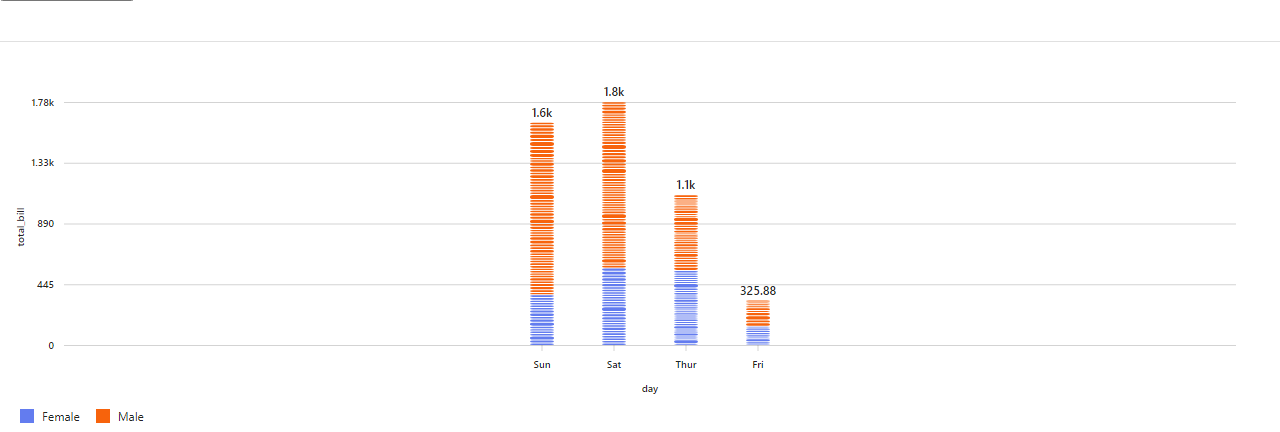 1.8k
1.78k
1.6k
1.33k
1.1k
890
total_bill
445
325.88
0
Sun Sat Thur Fri
day
Female Male